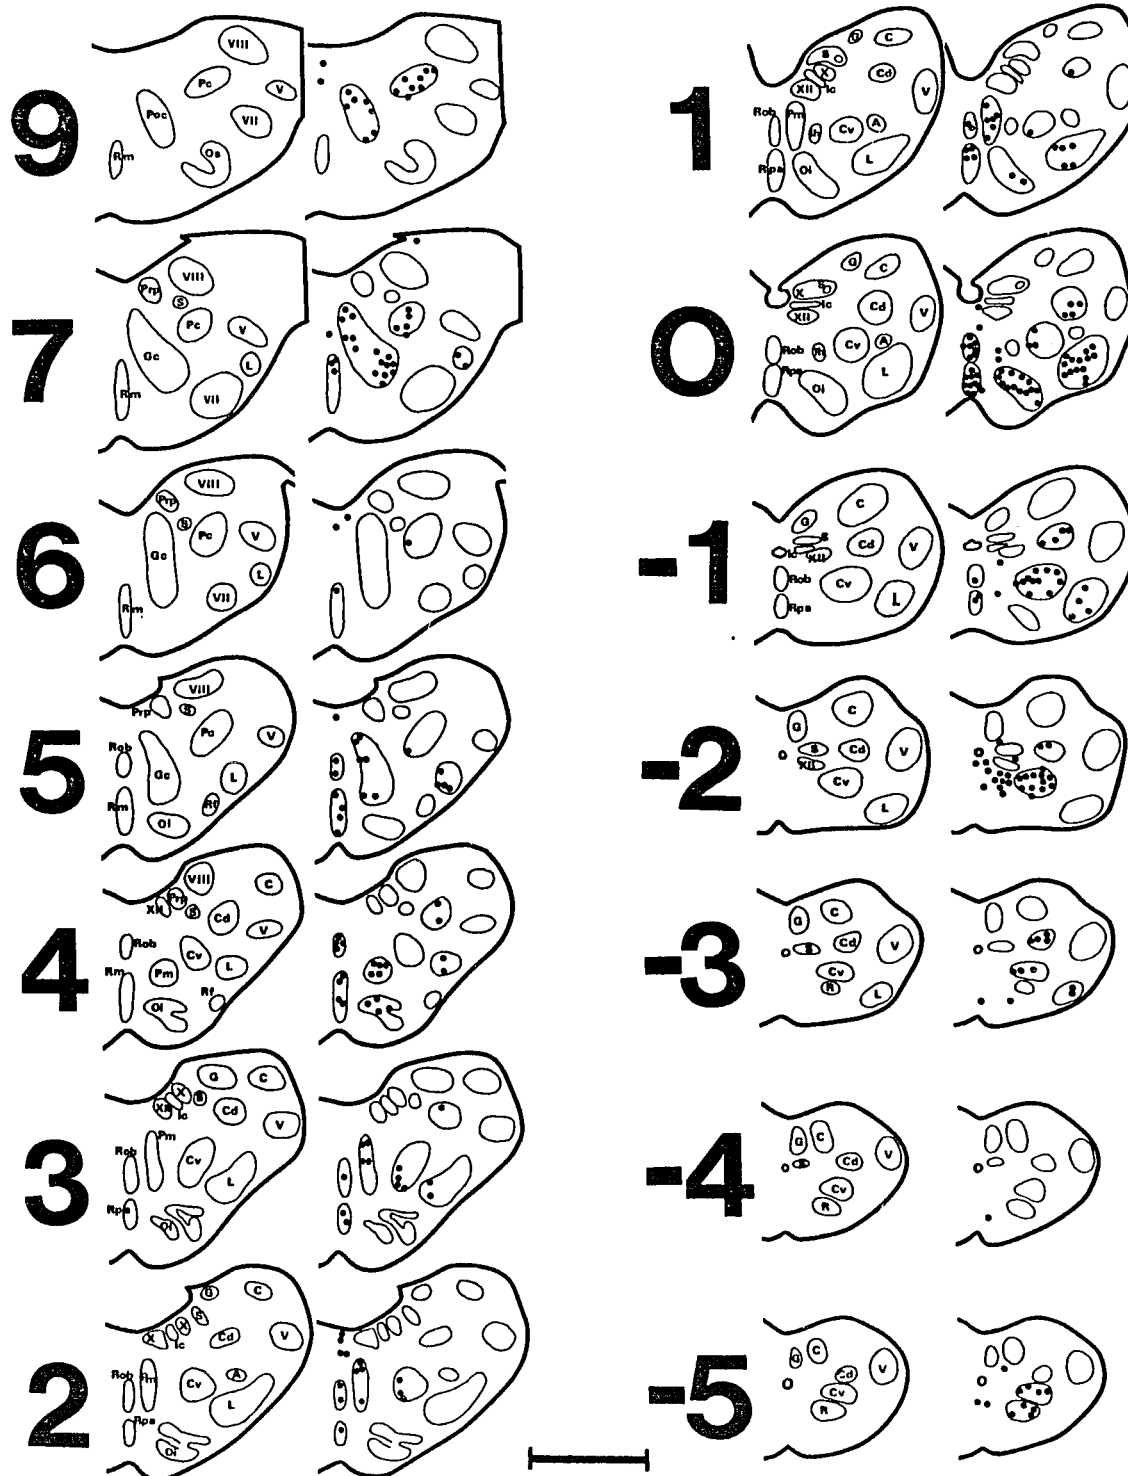 9
VIII
Pc
V
Poc
VII
Rm
Os
7
VIII
Prp
S
Pc
V
Gc
L
Rm
VII
6
VIII
Prp
S
Pc
V
Gc
L
Rm
VII
5
VIII
Prp
S
Pc
V
Rob
Gc
L
Rm
Rf
Ol
4
VIII
C
Prp
XII
S
Cd
V
Rob
Cv
Rm
Pm
L
Rf
Ol
3
G
C
X
S
XII
Ic
Cd
V
Pm
Rob
Cv
L
Rpa
Ol
2
G
C
S
X
X
Ic
Cd
V
Rob
Pm
Cv
A
L
Rpa
Ol
1
G
C
S
X
Cd
XII
Ic
V
Rob
Pm
Cv
A
Rpa
Ol
L
0
G
C
X
S
Ic
Cd
XII
V
Rob
Cv
A
Rpa
Ol
L
-1
G
C
S
Ic
XII
Cd
V
Rob
Cv
Rpa
L
-2
G
C
S
Cd
V
XII
Cv
L
-3
G
C
S
Cd
V
Cv
R
L
-4
G
C
S
Cd
V
Cv
R
-5
G
C
Cd
V
Cv
R